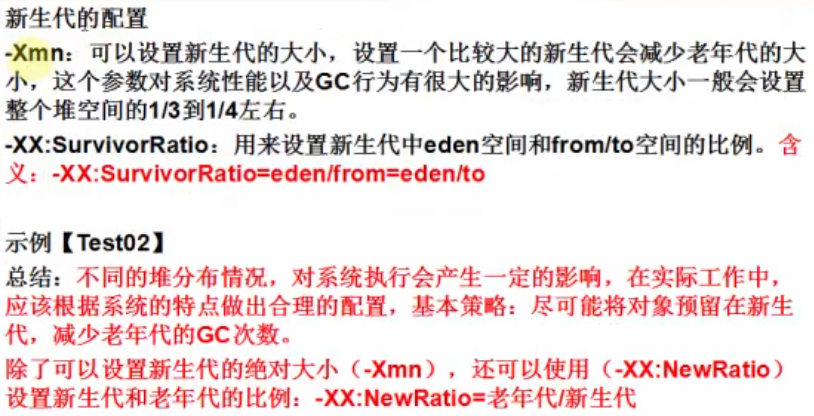 新生代的配置
-Xmn：可以设置新生代的大小，设置一个比较大的新生代会减少老年代的大
小，这个参数对系统性能以及GC行为有很大的影响，新生代大小一般会设置
整个堆空间的1/3到1/4左右。
-XX:SurvivorRatio：用来设置新生代中eden空间和from/to空间的比例。含
义：-XX:SurvivorRatio=eden/from=eden/to
示例【Test02】
总结：不同的堆分布情况，对系统执行会产生一定的影响，在实际工作中，
应该根据系统的特点做出合理的配置，基本策略：尽可能将对象预留在新生
代，减少老年代的GC次数。
除了可以设置新生代的绝对大小（-Xmn），还可以使用（-XX:NewRatio）
设置新生代和老年代的比例：-XX:NewRatio=老年代/新生代